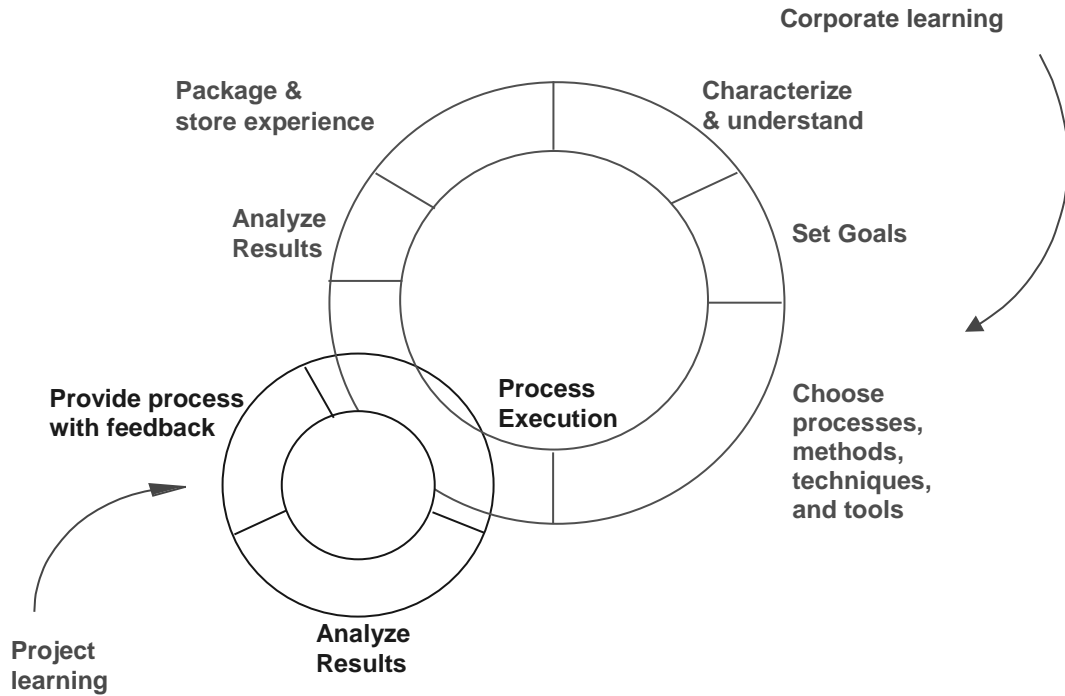 Corporate learning
Package &
store experience
Characterize
& understand
Analyze
Results
Set Goals
Provide process
with feedback
Process
Execution
Choose
processes,
methods,
techniques,
and tools
Analyze
Results
Project
learning